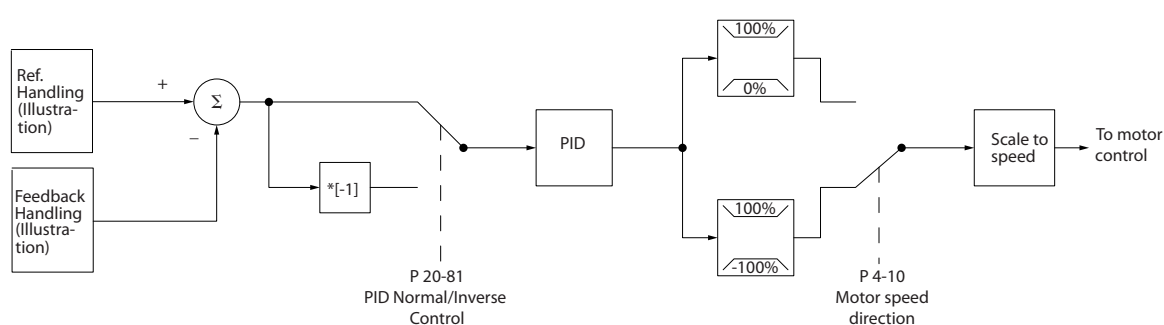 Ref.
Handling
(Illustra-
tion)
+
Σ
−
Feedback
Handling
(Illustra-
tion)
*[-1]
P 20-81
PID Normal/Inverse
Control
PID
100%
0%
100%
-100%
P 4-10
Motor speed
direction
Scale to
speed
To motor
control